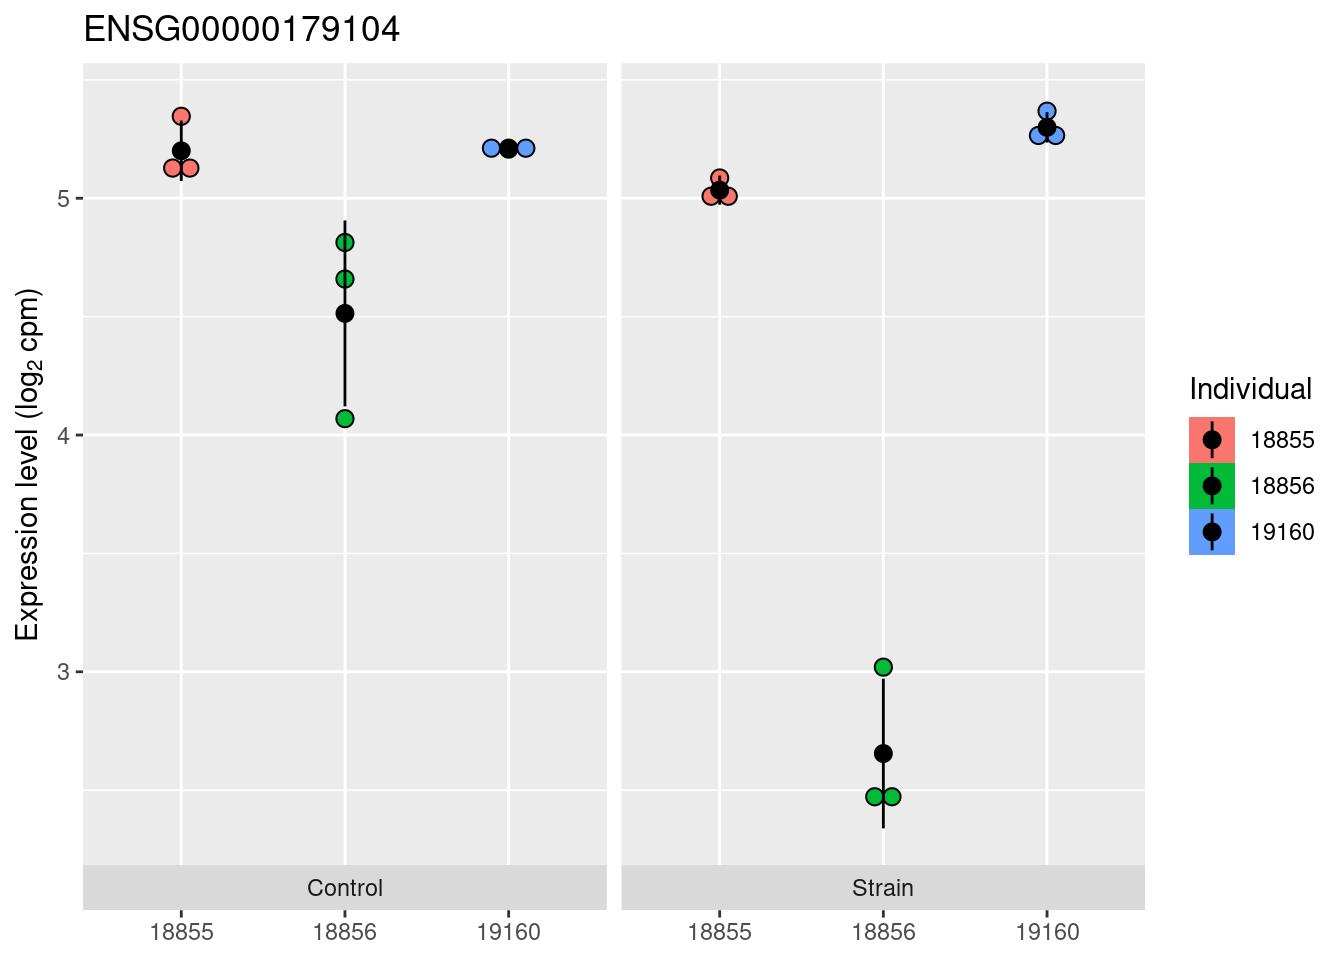 ENSG00000179104
Expression level (log₂ cpm)
5
4
3
Control
Strain
18855
18856
19160
18855
18856
19160
Individual
18855
18856
19160